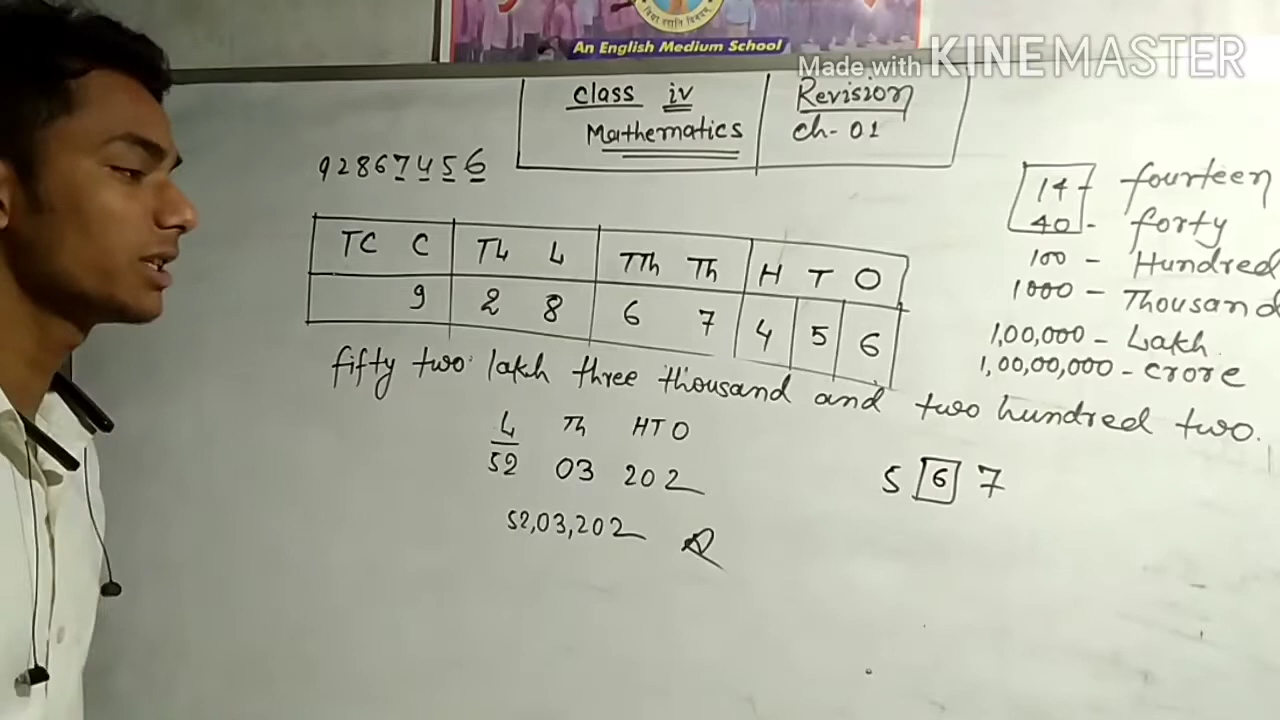 विद्या ददाति विनयम्
An English Medium School
Made with KINEMASTER
Class iv
Mathematics
Revision
Ch-01
92867456
TC C TL L TTh Th H T O
9 2 8 6 7 4 5 6
14 - fourteen
40 - forty
100 - Hundred
1000 - Thousand
1,00,000 - Lakh.
1,00,00,000 - crore
fifty two lakh three thousand and two hundred two.
L Th HTO
52 03 202
52,03,202
5 6 7